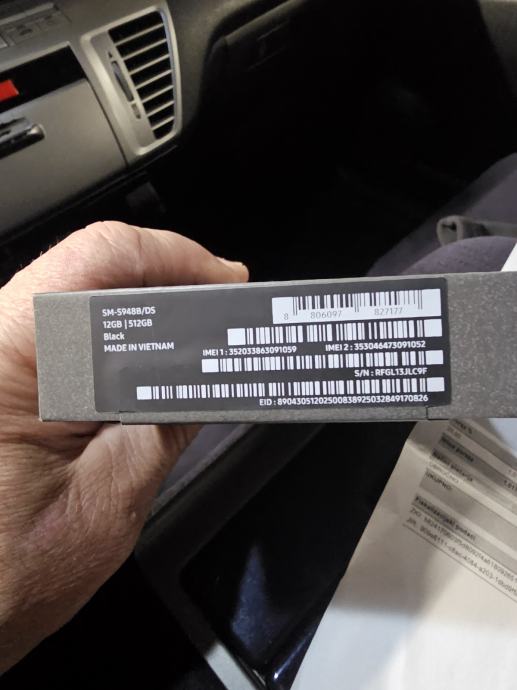 SM-S948B/DS
12GB | 512GB
Black
MADE IN VIETNAM
8 806097 827177
IMEI 1 : 352033863091059 IMEI 2 : 353046473091052
S/N : RFGL13JLC9F
EID : 89043051202500838925032849170826
UKUPNO: